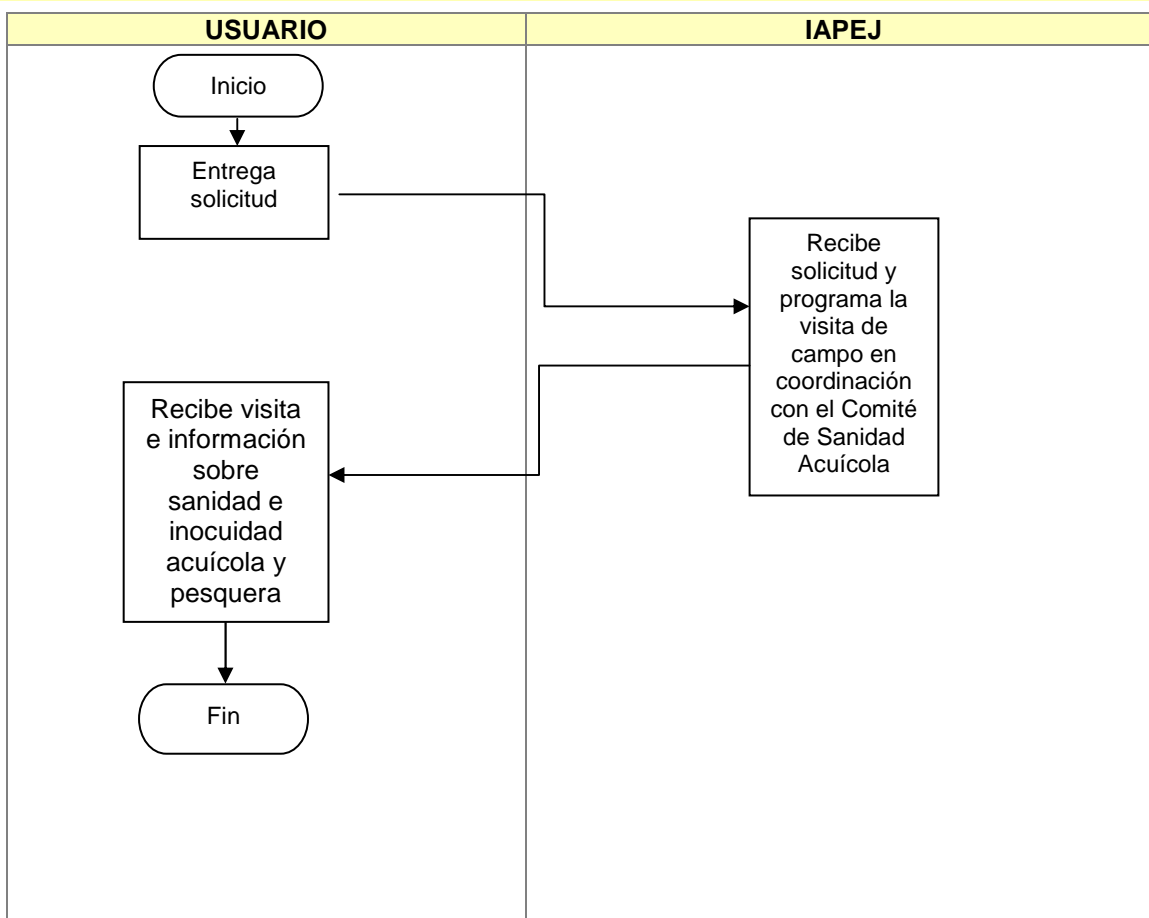 USUARIO
IAPEJ
Inicio
Entrega
solicitud
Recibe
solicitud y
programa la
visita de
campo en
coordinación
con el Comité
de Sanidad
Acuícola
Recibe visita
e información
sobre
sanidad e
inocuidad
acuícola y
pesquera
Fin